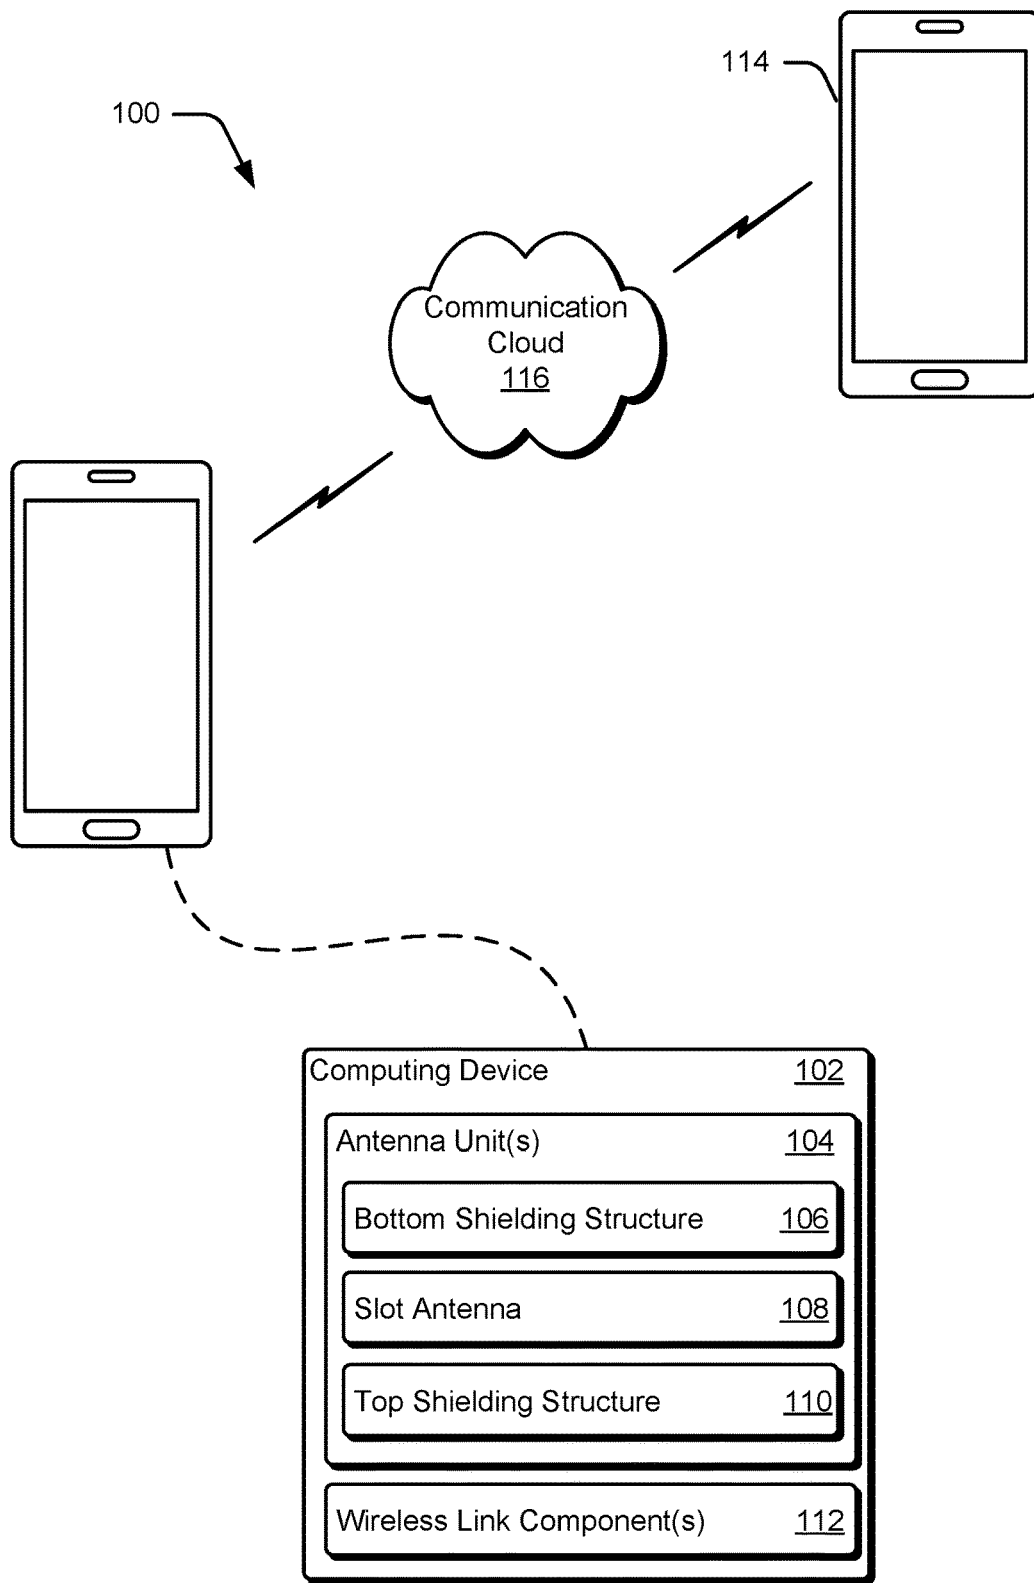 114
100
Communication
Cloud
116
Computing Device 102
Antenna Unit(s) 104
Bottom Shielding Structure 106
Slot Antenna 108
Top Shielding Structure 110
Wireless Link Component(s) 112